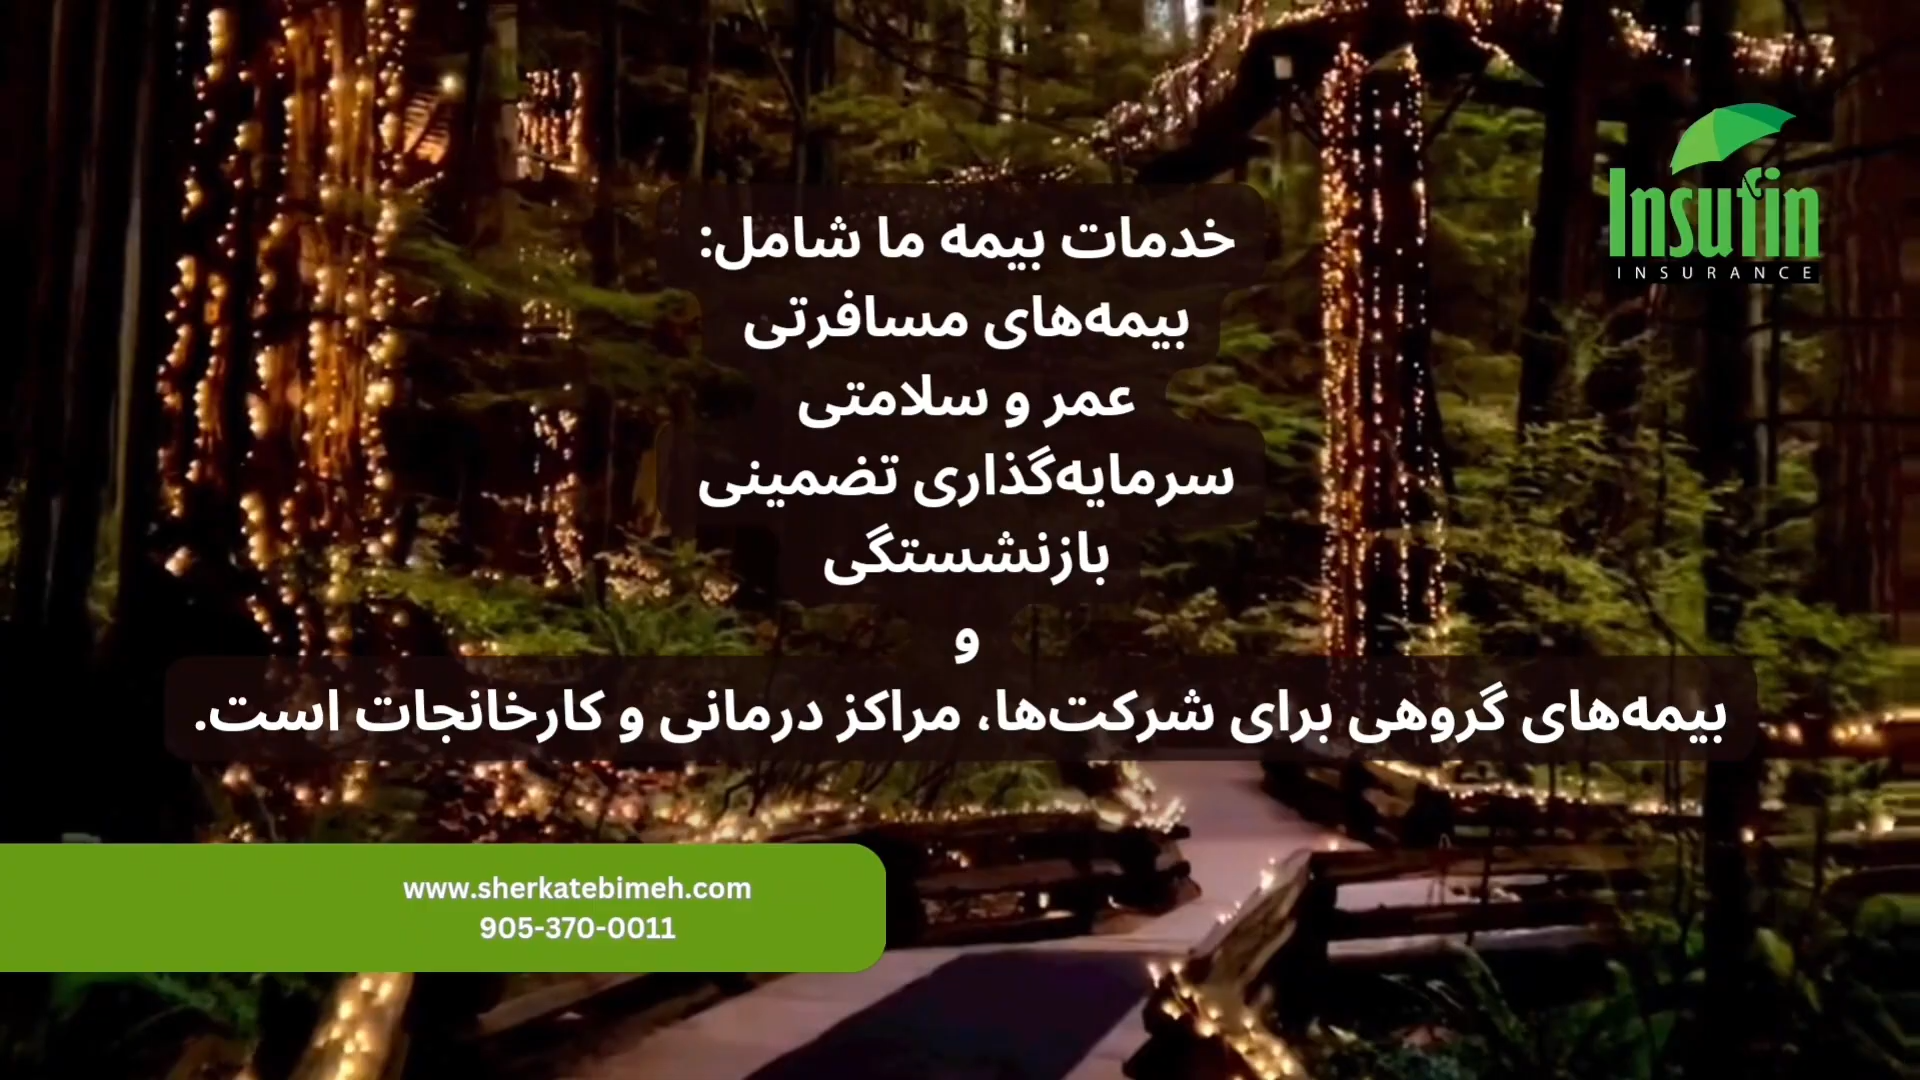 Insufin
INSURANCE
خدمات بیمه ما شامل:
بیمه‌های مسافرتی
عمر و سلامتی
سرمایه‌گذاری تضمینی
بازنشستگی
و
بیمه‌های گروهی برای شرکت‌ها، مراکز درمانی و کارخانجات است.
www.sherkatebimeh.com
905-370-0011